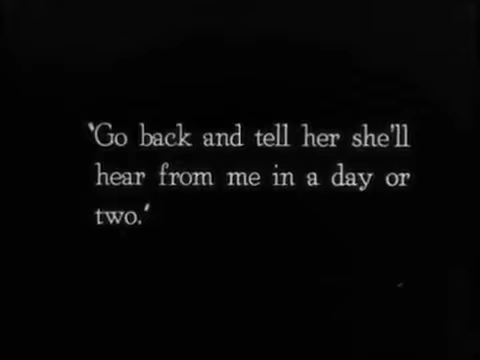 ‘Go back and tell her she'll
hear from me in a day or
two.’